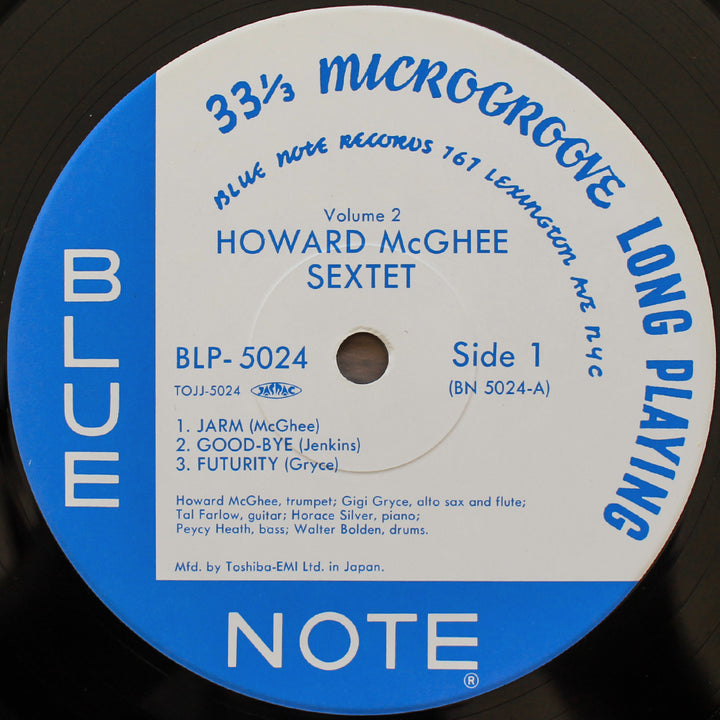 33⅓ MICROGROOVE LONG PLAYING
BLUE NOTE RECORDS 767 LEXINGTON AVE NYC
Volume 2
HOWARD McGHEE
SEXTET
BLP-5024
Side 1
TOJJ-5024
JASRAC
(BN 5024-A)
1. JARM (McGhee)
2. GOOD-BYE (Jenkins)
3. FUTURITY (Gryce)
Howard McGhee, trumpet; Gigi Gryce, alto sax and flute;
Tal Farlow, guitar; Horace Silver, piano;
Peycy Heath, bass; Walter Bolden, drums.
Mfd. by Toshiba-EMI Ltd. in Japan.
BLUE
NOTE®